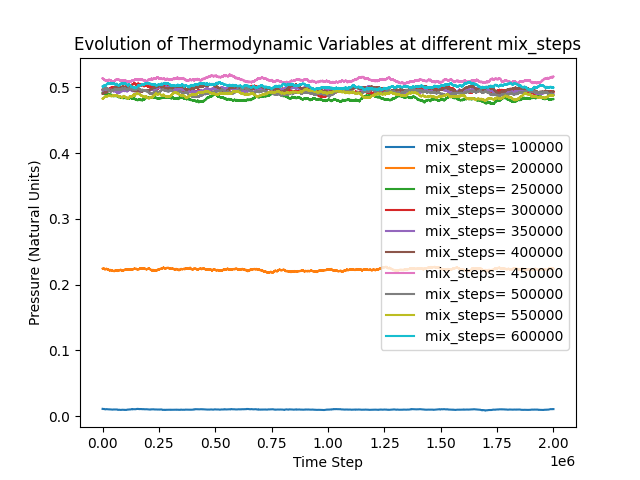 Evolution of Thermodynamic Variables at different mix_steps
Pressure (Natural Units)
0.5
0.4
0.3
0.2
0.1
0.0
mix_steps= 100000
mix_steps= 200000
mix_steps= 250000
mix_steps= 300000
mix_steps= 350000
mix_steps= 400000
mix_steps= 450000
mix_steps= 500000
mix_steps= 550000
mix_steps= 600000
0.00 0.25 0.50 0.75 1.00 1.25 1.50 1.75 2.00
1e6
Time Step